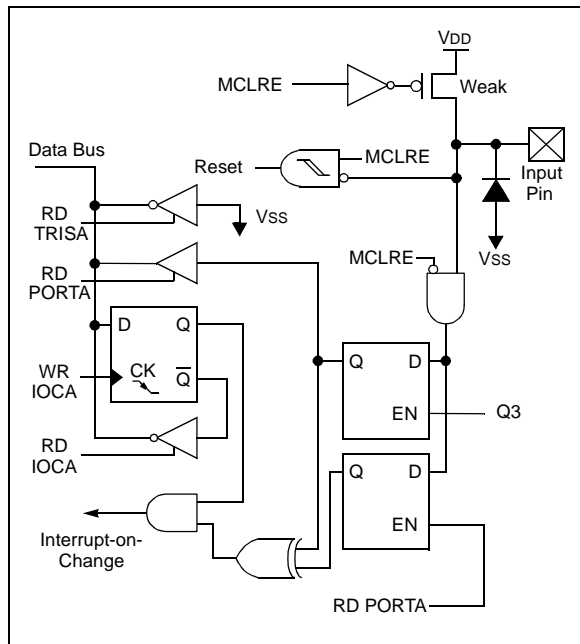 VDD
MCLRE
Weak
Data Bus
Reset
MCLRE
Input
Pin
RD
TRISA
VSS
VSS
RD
PORTA
MCLRE
D
Q
Q
D
WR
IOCA
CK
Q
EN
Q3
RD
IOCA
Q
D
EN
Interrupt-on-
Change
RD PORTA